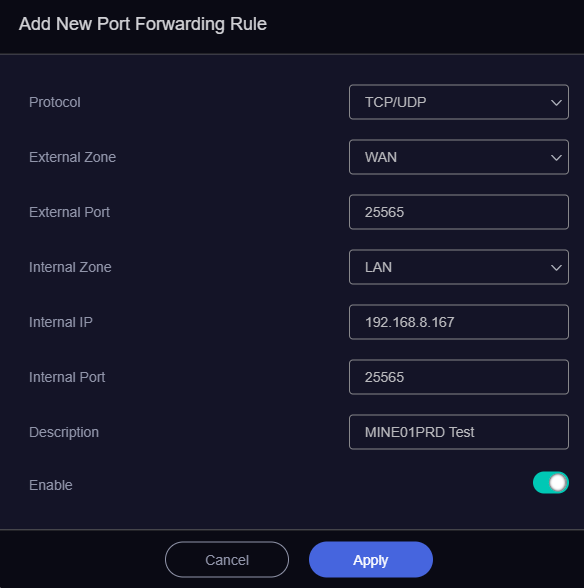 Add New Port Forwarding Rule
Protocol TCP/UDP
External Zone WAN
External Port 25565
Internal Zone LAN
Internal IP 192.168.8.167
Internal Port 25565
Description MINE01PRD Test
Enable
Cancel Apply